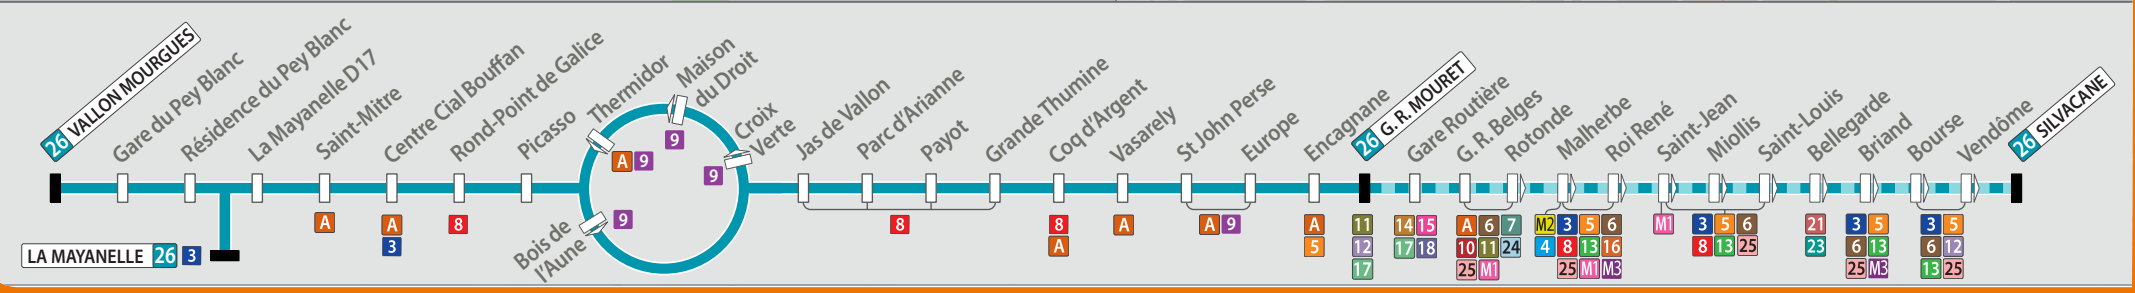 26 VALLON MOURGUES
Gare du Pey Blanc
Résidence du Pey Blanc
La Mayanelle D17
Saint-Mitre
Centre Cial Bouffan
Rond-Point de Galice
Picasso
Thermidor
Maison
du Droit
Croix
Verte
Bois de
l'Aune
Jas de Vallon
Parc d'Arianne
Payot
Grande Thumine
Coq d'Argent
Vasarely
St John Perse
Europe
Encagnane
26 G. R. MOURET
Gare Routière
G. R. Belges
Rotonde
Malherbe
Roi René
Saint-Jean
Miollis
Saint-Louis
Bellegarde
Briand
Bourse
Vendôme
26 SILVACANE
LA MAYANELLE 26 3
A
A
3
8
A 9
9
9
9
8
8
A
A
A 9
A
5
11
12
17
14 15
17 18
A 6 7
10 11 24
25 M1
M2 3 5 6
4 8 13 16
25 M1 M3
M1
3 5 6
8 13 25
21
23
3 5
6 13
25 M3
3 5
6 12
13 25